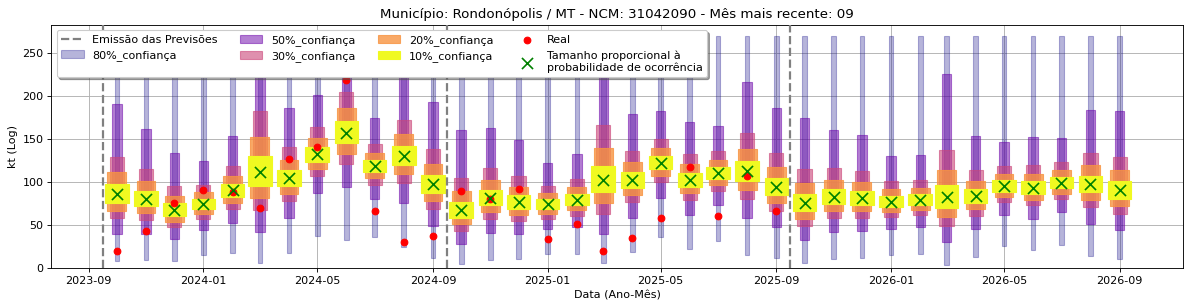 Município: Rondonópolis / MT - NCM: 31042090 - Mês mais recente: 09
Emissão das Previsões
80%_confiança
50%_confiança
30%_confiança
20%_confiança
10%_confiança
Real
Tamanho proporcional à
probabilidade de ocorrência
kt (Log)
250
200
150
100
50
0
2023-09
2024-01
2024-05
2024-09
2025-01
2025-05
2025-09
2026-01
2026-05
2026-09
Data (Ano-Mês)